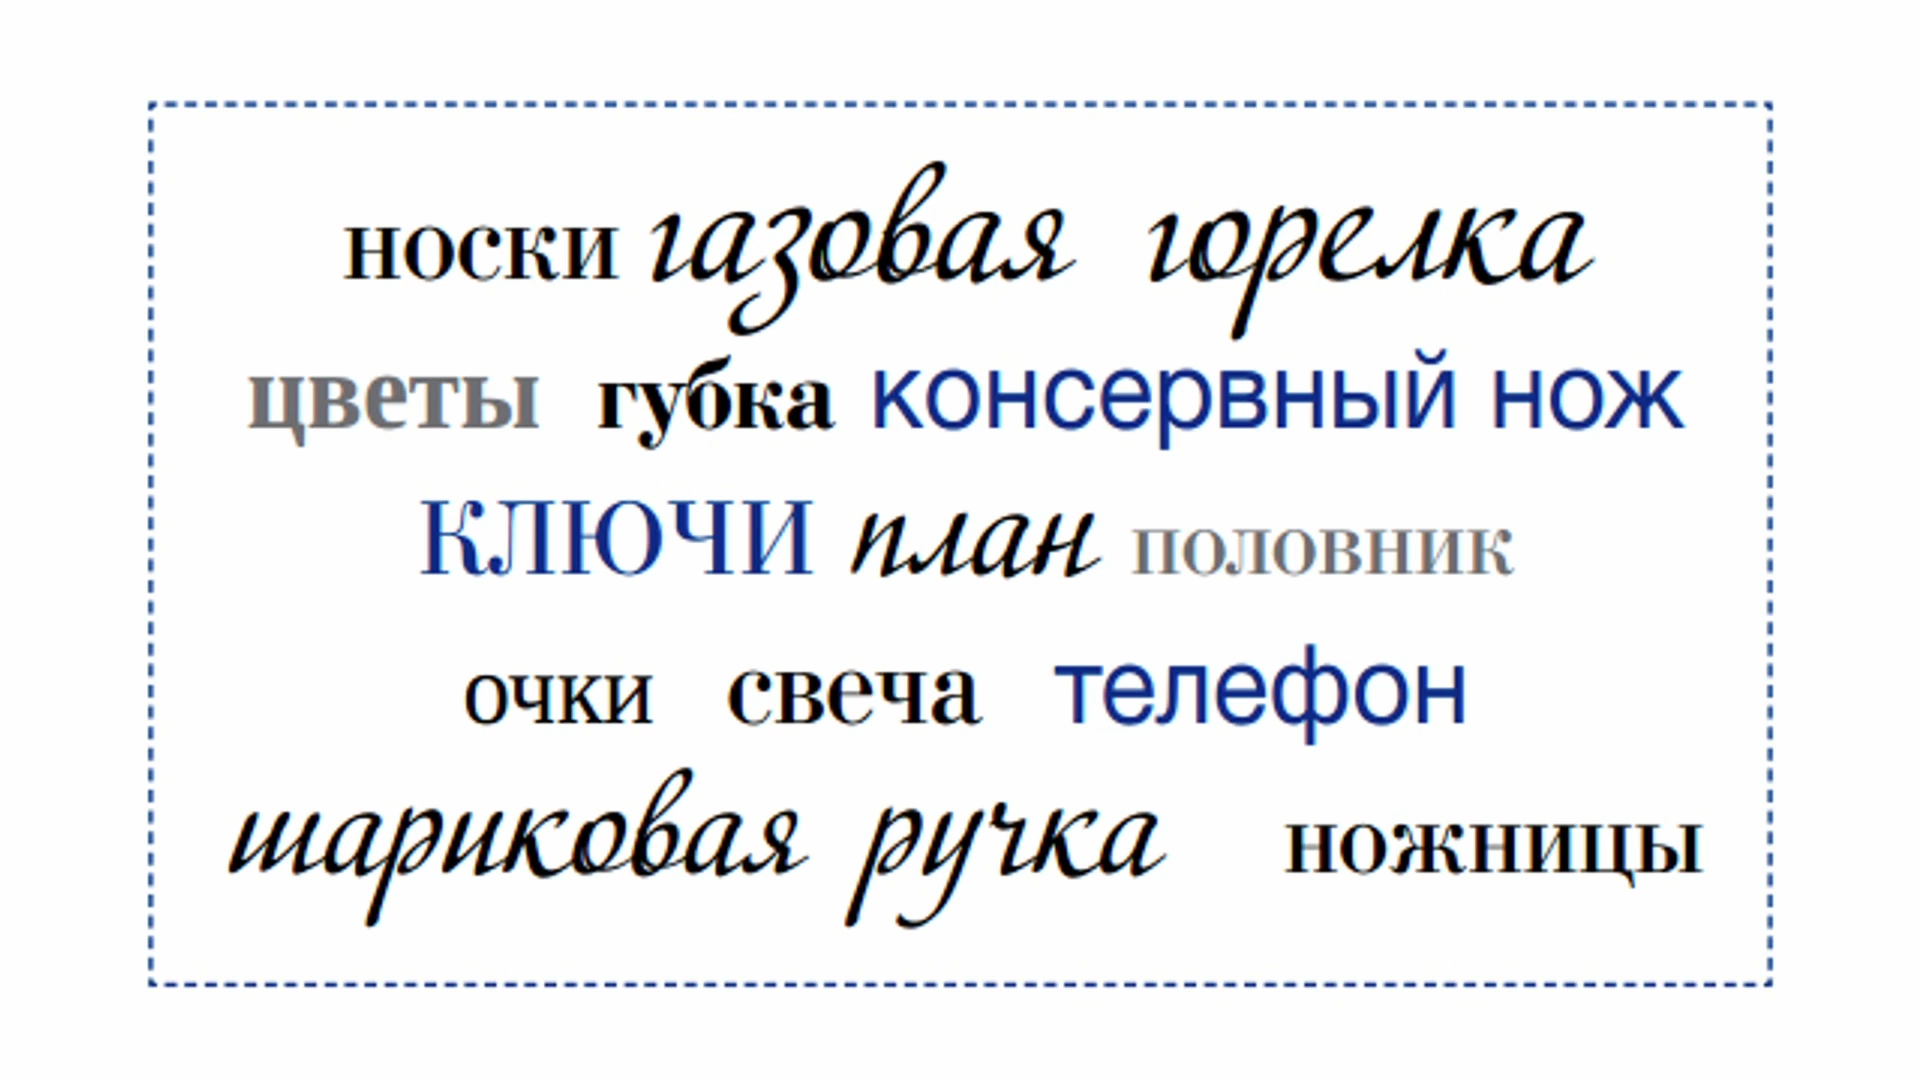 носки газовая горелка
цветы губка консервный нож
КЛЮЧИ план половник
очки свеча телефон
шариковая ручка ножницы